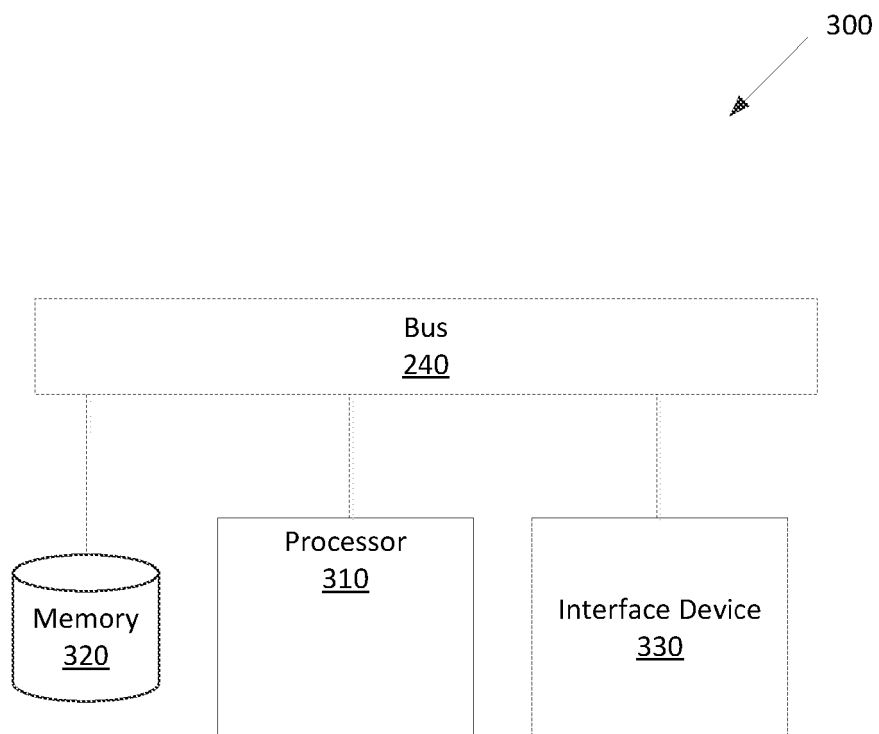 300
Bus
240
Processor
310
Memory
320
Interface Device
330